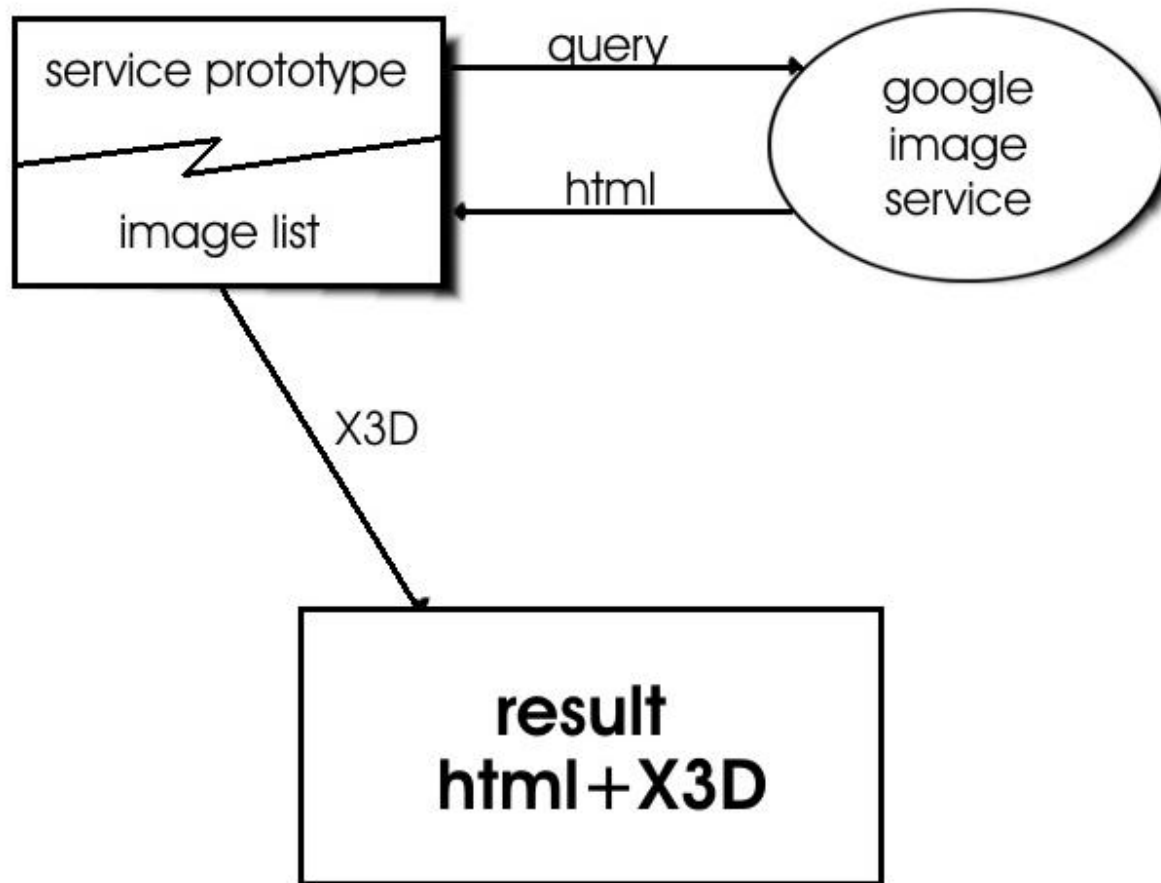 service prototype
image list
query
html
google
image
service
X3D
result
html+X3D